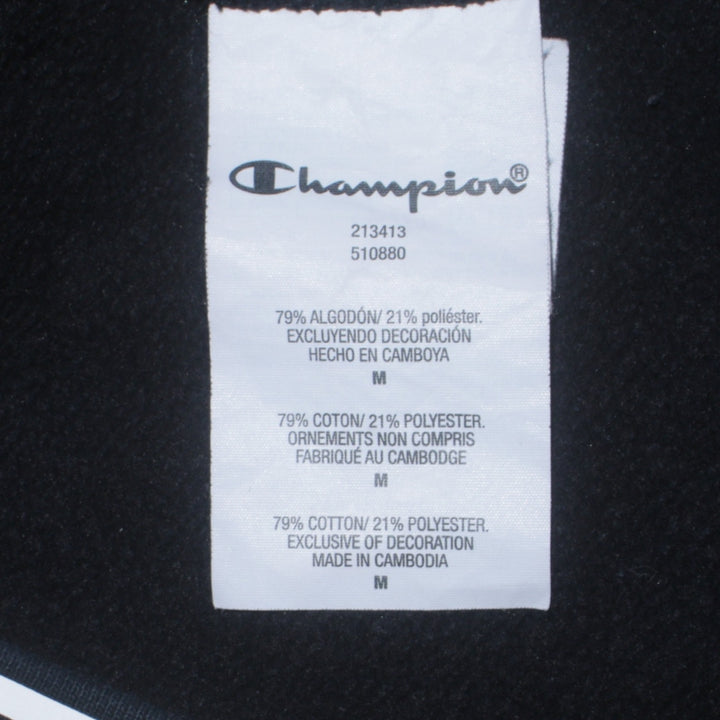 Champion®
213413
510880
79% ALGODÓN/ 21% poliéster.
EXCLUYENDO DECORACIÓN
HECHO EN CAMBOYA
M
79% COTON/ 21% POLYESTER.
ORNEMENTS NON COMPRIS
FABRIQUÉ AU CAMBODGE
M
79% COTTON/ 21% POLYESTER.
EXCLUSIVE OF DECORATION
MADE IN CAMBODIA
M